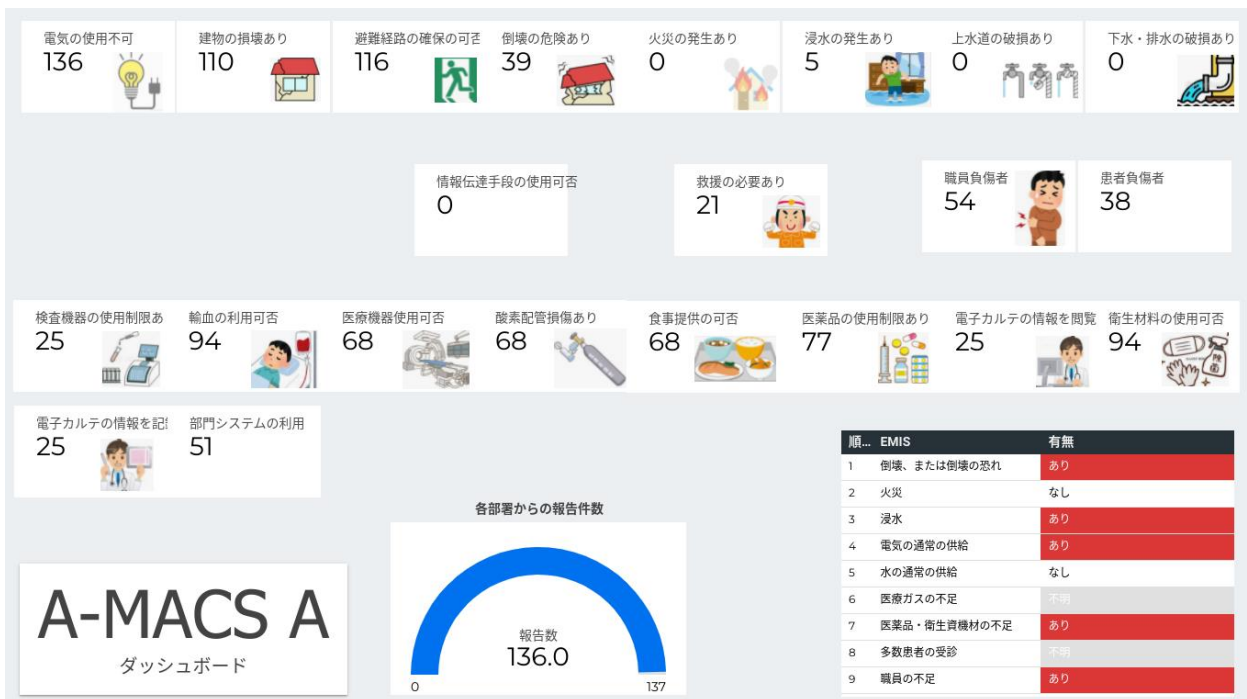 電気の使用不可
136
建物の損壊あり
110
避難経路の確保の可否
116
倒壊の危険あり
39
火災の発生あり
0
浸水の発生あり
5
上水道の破損あり
0
下水・排水の破損あり
0
情報伝達手段の使用可否
0
救援の必要あり
21
職員負傷者
54
患者負傷者
38
検査機器の使用制限あ
25
輸血の利用可否
94
医療機器使用可否
68
酸素配管損傷あり
68
食事提供の可否
68
医薬品の使用制限あり
77
電子カルテの情報を閲覧
25
衛生材料の使用可否
94
電子カルテの情報を記
25
部門システムの利用
51
順... EMIS 有無
1 倒壊、または倒壊の恐れ あり
2 火災 なし
3 浸水 あり
4 電気の通常の供給 あり
5 水の通常の供給 なし
6 医療ガスの不足 不明
7 医薬品・衛生資機材の不足 あり
8 多数患者の受診 不明
9 職員の不足 あり
各部署からの報告件数
報告数
136.0
0
137
A-MACS A
ダッシュボード